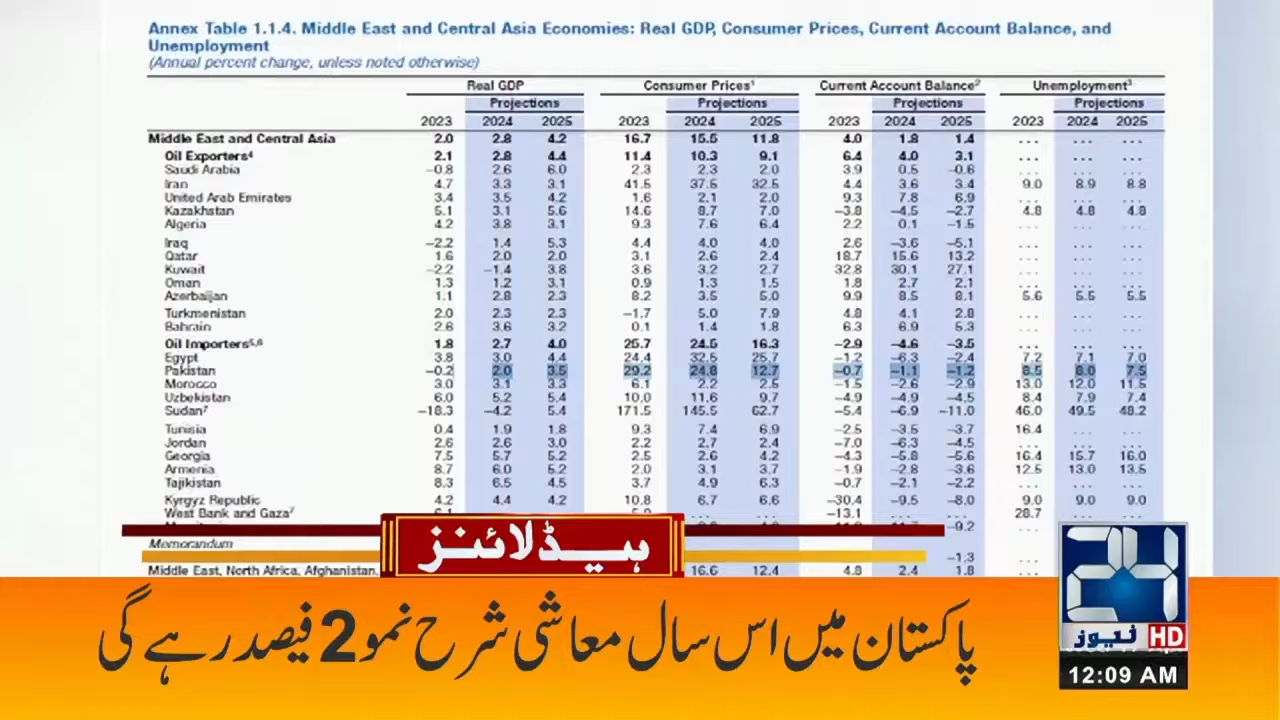 Annex Table 1.1.4. Middle East and Central Asia Economies: Real GDP, Consumer Prices, Current Account Balance, and
Unemployment
(Annual percent change, unless noted otherwise)
Real GDP Consumer Prices¹ Current Account Balance² Unemployment³
Projections Projections Projections Projections
2023 2024 2025 2023 2024 2025 2023 2024 2025 2023 2024 2025
Middle East and Central Asia 2.0 2.8 4.2 16.7 15.5 11.8 4.0 1.8 1.4 ... ... ...
Oil Exporters⁴ 2.1 2.8 4.4 11.4 10.3 9.1 6.4 4.0 3.1 ... ... ...
Saudi Arabia –0.8 2.6 6.0 2.3 2.3 2.0 3.9 0.5 –0.6 ... ... ...
Iran 4.7 3.3 3.1 41.5 37.5 32.5 4.4 3.6 3.4 9.0 8.9 8.8
United Arab Emirates 3.4 3.5 4.2 1.6 2.1 2.0 9.3 7.8 6.9 ... ... ...
Kazakhstan 5.1 3.1 5.6 14.6 8.7 7.0 –3.8 –4.5 –2.7 4.8 4.8 4.8
Algeria 4.2 3.8 3.1 9.3 7.6 6.4 2.2 0.1 –1.5 ... ... ...
Iraq –2.2 1.4 5.3 4.4 4.0 4.0 2.6 –3.6 –5.1 ... ... ...
Qatar 1.6 2.0 2.0 3.1 2.6 2.4 18.7 15.6 13.2 ... ... ...
Kuwait –2.2 –1.4 3.8 3.6 3.2 2.7 32.8 30.1 27.1 ... ... ...
Oman 1.3 1.2 3.1 0.9 1.3 1.5 1.8 2.7 2.1 ... ... ...
Azerbaijan 1.1 2.8 2.3 8.2 3.5 5.0 9.9 8.5 8.1 5.6 5.5 5.5
Turkmenistan 2.0 2.3 2.3 –1.7 5.0 7.9 4.8 4.1 2.8 ... ... ...
Bahrain 2.6 3.6 3.2 0.1 1.4 1.8 6.3 6.9 5.3 ... ... ...
Oil Importers⁵,⁶ 1.8 2.7 4.0 25.7 24.5 16.3 –2.9 –4.6 –3.5 ... ... ...
Egypt 3.8 3.0 4.4 24.4 32.5 25.7 –1.2 –6.3 –2.4 7.2 7.1 7.0
Pakistan –0.2 2.0 3.5 29.2 24.8 12.7 –0.7 –1.1 –1.2 8.5 8.0 7.5
Morocco 3.0 3.1 3.3 6.1 2.2 2.5 –1.5 –2.6 –2.9 13.0 12.0 11.5
Uzbekistan 6.0 5.2 5.4 10.0 11.6 9.7 –4.9 –4.9 –4.5 8.4 7.9 7.4
Sudan⁷ –18.3 –4.2 5.4 171.5 145.5 62.7 –5.4 –6.9 –11.0 46.0 49.5 48.2
Tunisia 0.4 1.9 1.8 9.3 7.4 6.9 –2.5 –3.5 –3.7 16.4 ... ...
Jordan 2.6 2.6 3.0 2.2 2.7 2.4 –7.0 –6.3 –4.5 ... ... ...
Georgia 7.5 5.7 5.2 2.5 2.6 4.2 –4.3 –5.8 –5.6 16.4 15.7 16.0
Armenia 8.7 6.0 5.2 2.0 3.1 3.7 –1.9 –2.8 –3.6 12.5 13.0 13.5
Tajikistan 8.3 6.5 4.5 3.7 4.9 6.3 –0.7 –2.1 –2.2 ... ... ...
Kyrgyz Republic 4.2 4.4 4.2 10.8 6.7 6.6 –30.4 –9.5 –8.0 9.0 9.0 9.0
West Bank and Gaza⁷ –13.1 ... ... 28.7 ... ...
–9.2
Memorandum
–1.3
Middle East, North Africa, Afghanistan, 16.6 12.4 4.8 2.4 1.8 ... ... ...
ہیڈلائنز
پاکستان میں اس سال معاشی شرح نمو 2 فیصد رہے گی
24
نیوز HD
12:09 AM